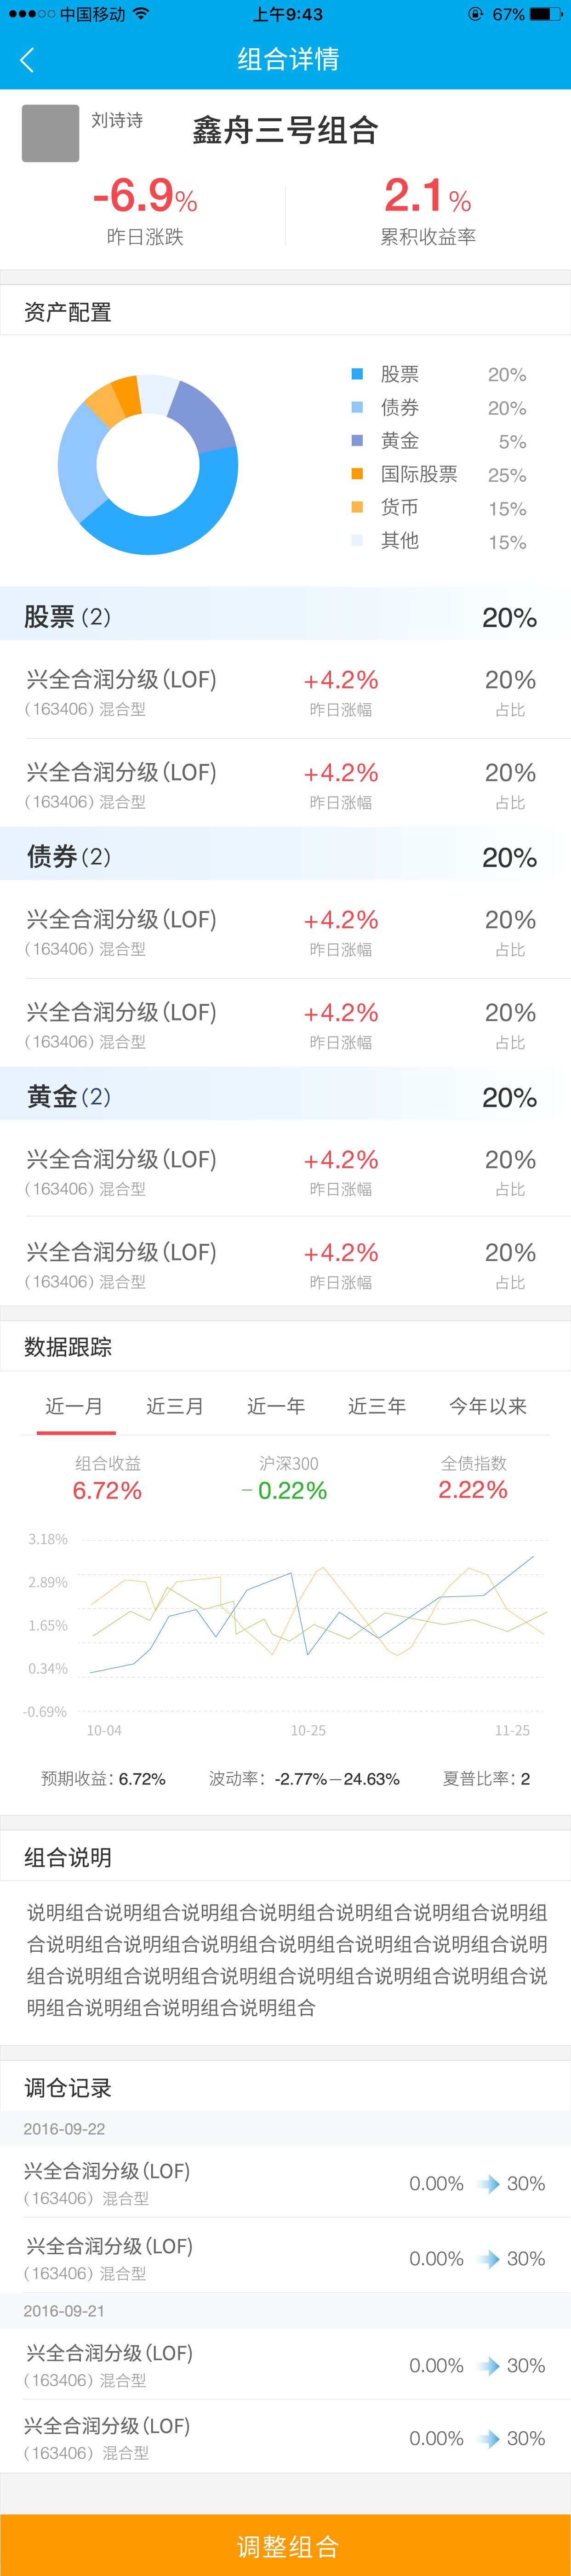 中国移动 上午9:43 67%
组合详情
刘诗诗 鑫舟三号组合
-6.9% 2.1%
昨日涨跌 累积收益率
资产配置
股票 20%
债券 20%
黄金 5%
国际股票 25%
货币 15%
其他 15%
股票(2) 20%
兴全合润分级(LOF) +4.2% 20%
(163406) 混合型 昨日涨幅 占比
兴全合润分级(LOF) +4.2% 20%
(163406) 混合型 昨日涨幅 占比
债券(2) 20%
兴全合润分级(LOF) +4.2% 20%
(163406) 混合型 昨日涨幅 占比
兴全合润分级(LOF) +4.2% 20%
(163406) 混合型 昨日涨幅 占比
黄金(2) 20%
兴全合润分级(LOF) +4.2% 20%
(163406) 混合型 昨日涨幅 占比
兴全合润分级(LOF) +4.2% 20%
(163406) 混合型 昨日涨幅 占比
数据跟踪
近一月 近三月 近一年 近三年 今年以来
组合收益 沪深300 全债指数
6.72% －0.22% 2.22%
3.18%
2.89%
1.65%
0.34%
-0.69%
10-04 10-25 11-25
预期收益：6.72% 波动率：-2.77%—24.63% 夏普比率：2
组合说明
说明组合说明组合说明组合说明组合说明组合说明组合说明组
合说明组合说明组合说明组合说明组合说明组合说明组合说明
组合说明组合说明组合说明组合说明组合说明组合说明组合说
明组合说明组合说明组合说明组合
调仓记录
2016-09-22
兴全合润分级(LOF) 0.00% 30%
(163406) 混合型
兴全合润分级(LOF) 0.00% 30%
(163406) 混合型
2016-09-21
兴全合润分级(LOF) 0.00% 30%
(163406) 混合型
兴全合润分级(LOF) 0.00% 30%
(163406) 混合型
调整组合